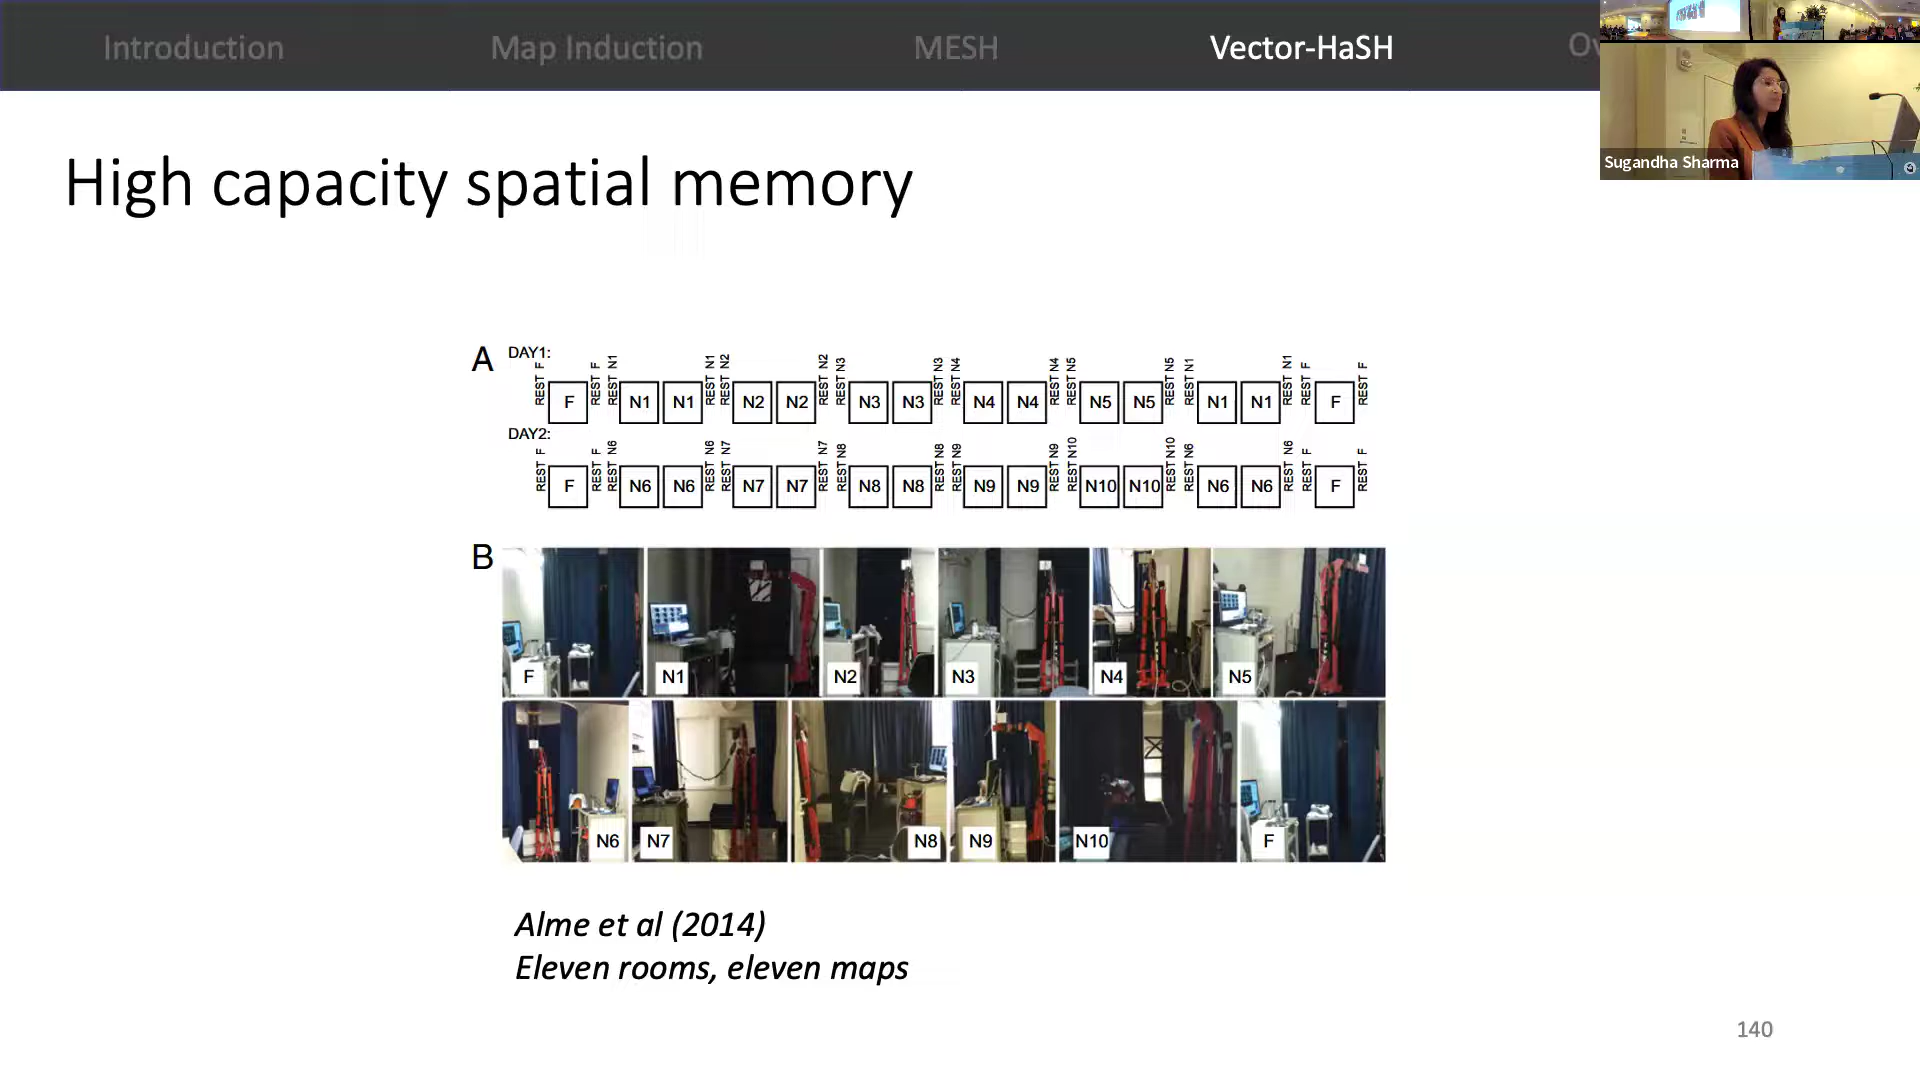 Introduction Map Induction MESH Vector-HaSH Ov
Sugandha Sharma
High capacity spatial memory
A DAY1:
REST F F REST F REST N1 N1 N1 REST N1 REST N2 N2 N2 REST N2 REST N3 N3 N3 REST N3 REST N4 N4 N4 REST N4 REST N5 N5 N5 REST N5 REST N1 N1 N1 REST N1 REST F F REST F
DAY2:
REST F F REST F REST N6 N6 N6 REST N6 REST N7 N7 N7 REST N7 REST N8 N8 N8 REST N8 REST N9 N9 N9 REST N9 REST N10 N10 N10 REST N10 REST N6 N6 N6 REST N6 REST F F REST F
B
F N1 N2 N3 N4 N5
N6 N7 N8 N9 N10 F
Alme et al (2014)
Eleven rooms, eleven maps
140